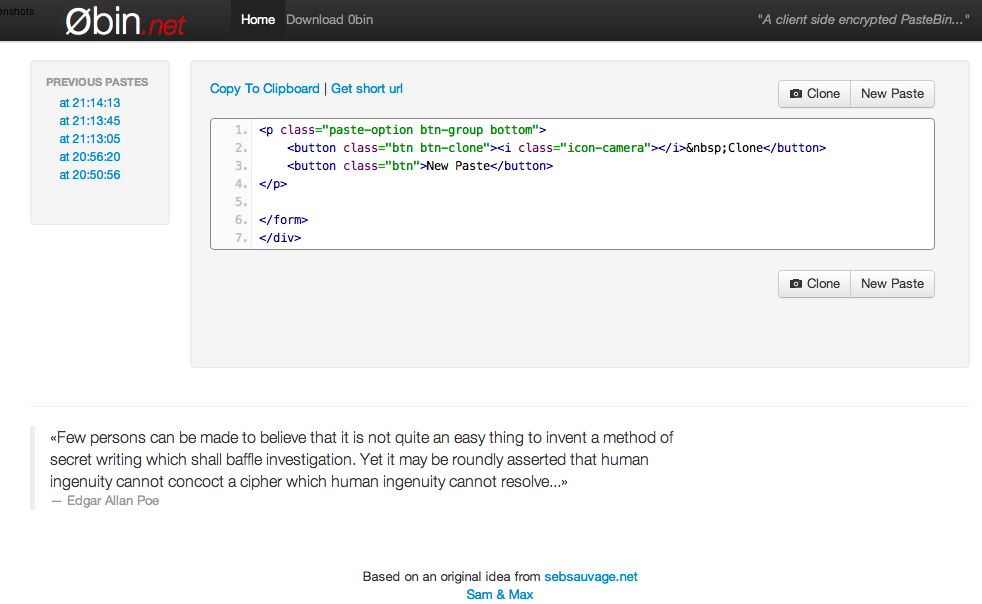 enshots
Øbin.net Home Download 0bin "A client side encrypted PasteBin..."
PREVIOUS PASTES
at 21:14:13
at 21:13:45
at 21:13:05
at 20:56:20
at 20:50:56
Copy To Clipboard | Get short url
Clone New Paste
1. <p class="paste-option btn-group bottom">
2.     <button class="btn btn-clone"><i class="icon-camera"></i>&nbsp;Clone</button>
3.     <button class="btn">New Paste</button>
4. </p>
5.
6. </form>
7. </div>
Clone New Paste
«Few persons can be made to believe that it is not quite an easy thing to invent a method of
secret writing which shall baffle investigation. Yet it may be roundly asserted that human
ingenuity cannot concoct a cipher which human ingenuity cannot resolve...»
— Edgar Allan Poe
Based on an original idea from sebsauvage.net
Sam & Max